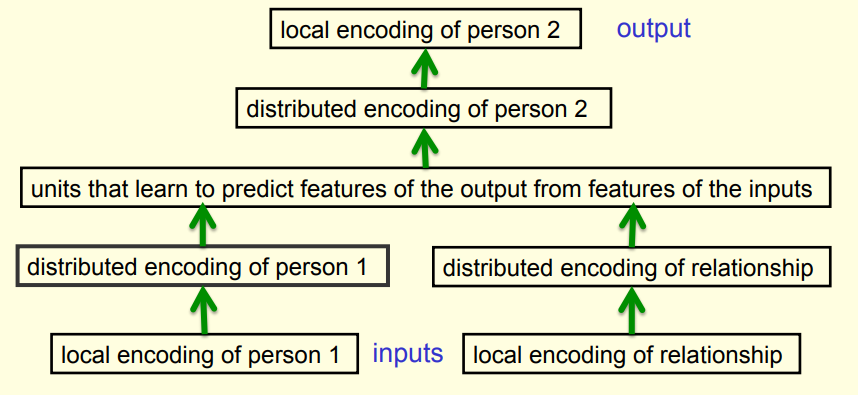 local encoding of person 2
output
distributed encoding of person 2
units that learn to predict features of the output from features of the inputs
distributed encoding of person 1
distributed encoding of relationship
local encoding of person 1
inputs
local encoding of relationship